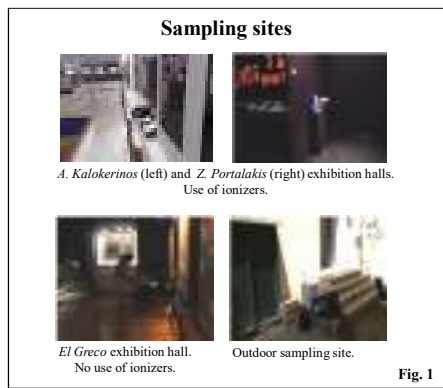 Sampling sites
A. Kalokerinos (left) and Z. Portalakis (right) exhibition halls.
Use of ionizers.
El Greco exhibition hall.
No use of ionizers.
Outdoor sampling site.
Fig. 1